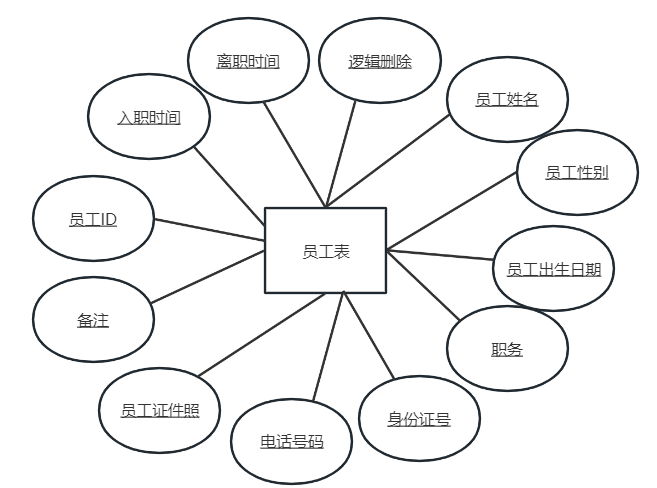 离职时间
逻辑删除
员工姓名
入职时间
员工性别
员工ID
员工表
员工出生日期
备注
职务
员工证件照
身份证号
电话号码